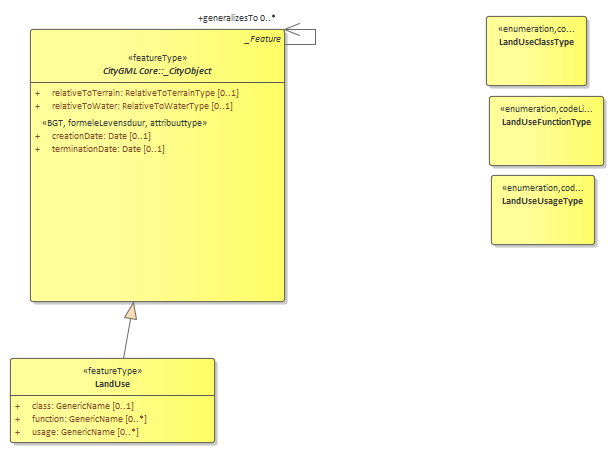 +generalizesTo 0..*
_Feature
«featureType»
CityGML Core::_CityObject
+ relativeToTerrain: RelativeToTerrainType [0..1]
+ relativeToWater: RelativeToWaterType [0..1]
«BGT, formeleLevensduur, attribuuttype»
+ creationDate: Date [0..1]
+ terminationDate: Date [0..1]
«featureType»
LandUse
+ class: GenericName [0..1]
+ function: GenericName [0..*]
+ usage: GenericName [0..*]
«enumeration,co...
LandUseClassType
«enumeration,codeLi...
LandUseFunctionType
«enumeration,cod...
LandUseUsageType